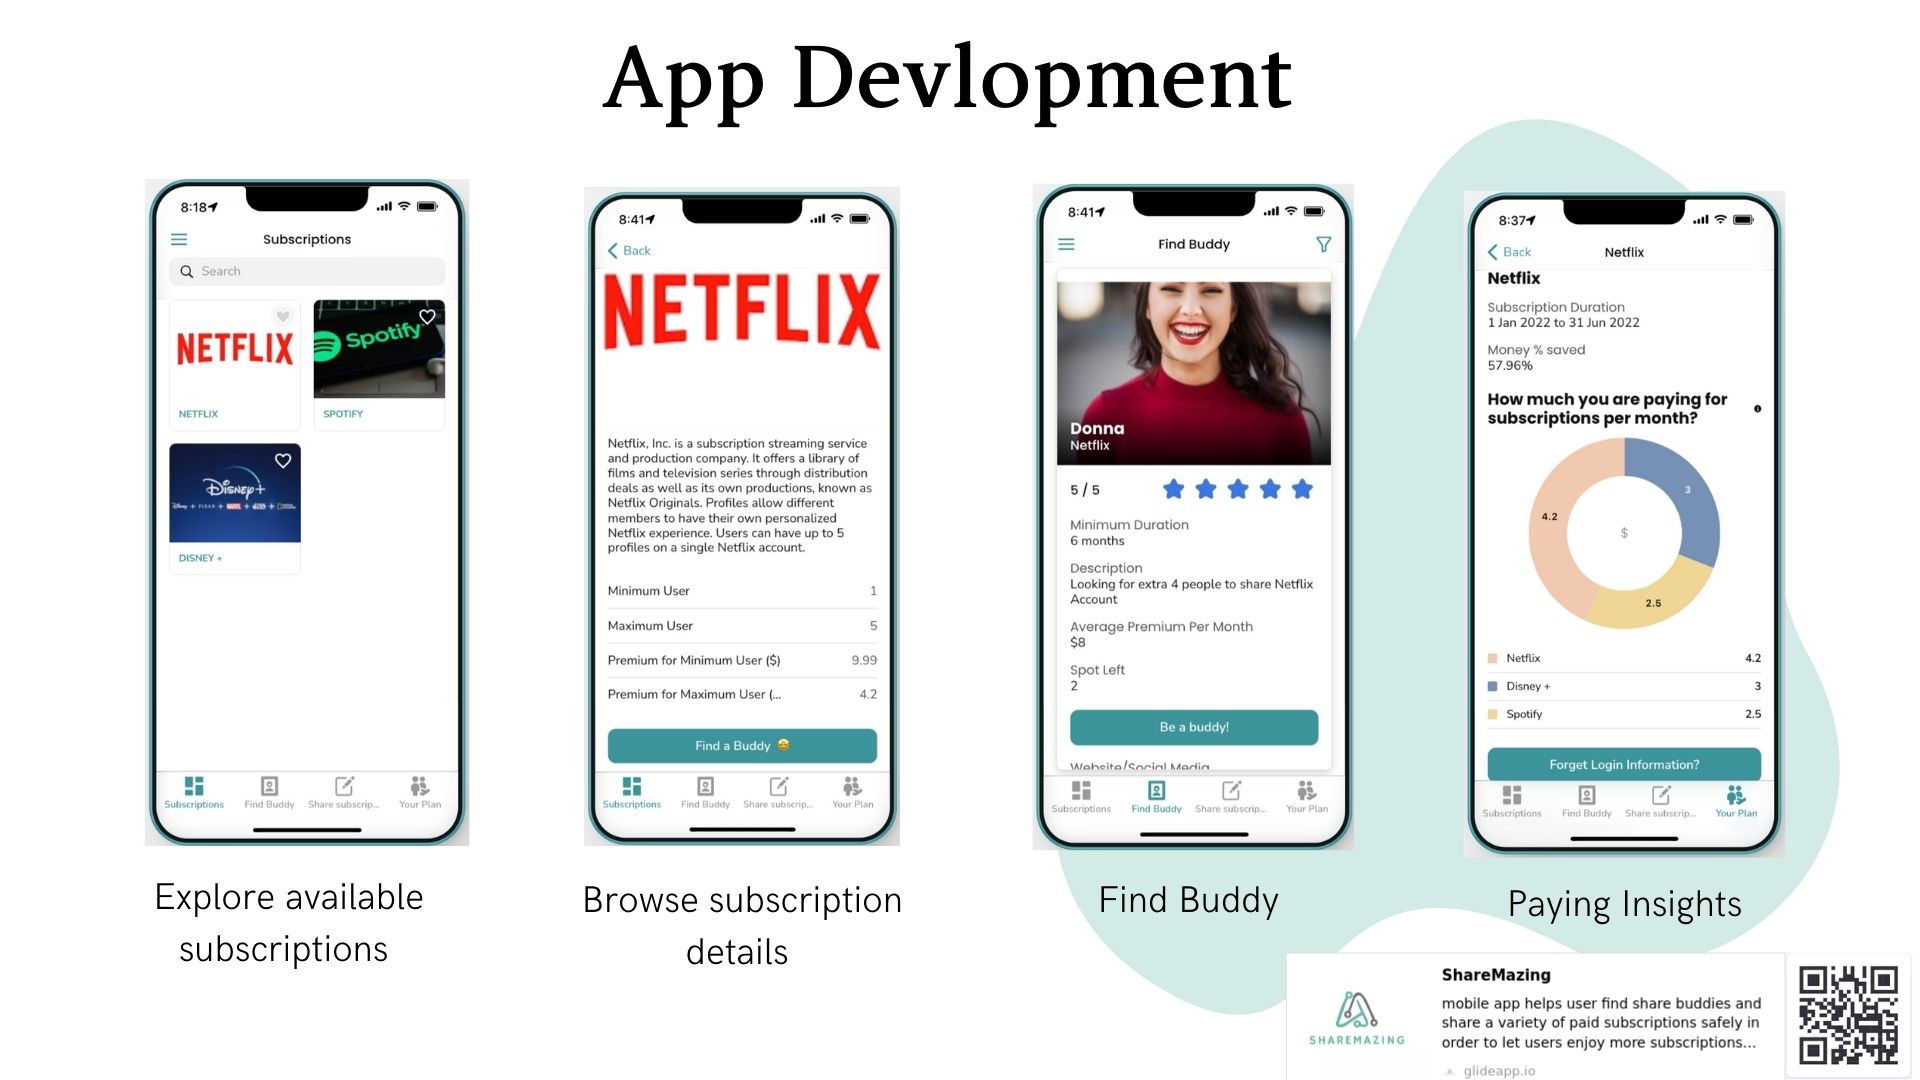 App Devlopment
8:18
Subscriptions
Search
NETFLIX
Spotify
NETFLIX
SPOTIFY
Disney+
Disney + PIXAR + MARVEL + STAR WARS + NATIONAL GEOGRAPHIC
DISNEY +
Subscriptions
Find Buddy
Share subscrip...
Your Plan
Explore available
subscriptions
8:41
Back
NETFLIX
Netflix, Inc. is a subscription streaming service
and production company. It offers a library of
films and television series through distribution
deals as well as its own productions, known as
Netflix Originals. Profiles allow different
members to have their own personalized
Netflix experience. Users can have up to 5
profiles on a single Netflix account.
Minimum User 1
Maximum User 5
Premium for Minimum User ($) 9.99
Premium for Maximum User (... 4.2
Find a Buddy 🤩
Subscriptions
Find Buddy
Share subscrip...
Your Plan
Browse subscription
details
8:41
Find Buddy
Donna
Netflix
5 / 5
Minimum Duration
6 months
Description
Looking for extra 4 people to share Netflix
Account
Average Premium Per Month
$8
Spot Left
2
Be a buddy!
Website/Social Media
Subscriptions
Find Buddy
Share subscrip...
Your Plan
Find Buddy
8:37
Back
Netflix
Netflix
Subscription Duration
1 Jan 2022 to 31 Jun 2022
Money % saved
57.96%
How much you are paying for
subscriptions per month?
3
4.2
$
2.5
Netflix 4.2
Disney + 3
Spotify 2.5
Forget Login Information?
Subscriptions
Find Buddy
Share subscrip...
Your Plan
Paying Insights
SHAREMAZING
ShareMazing
mobile app helps user find share buddies and
share a variety of paid subscriptions safely in
order to let users enjoy more subscriptions...
glideapp.io